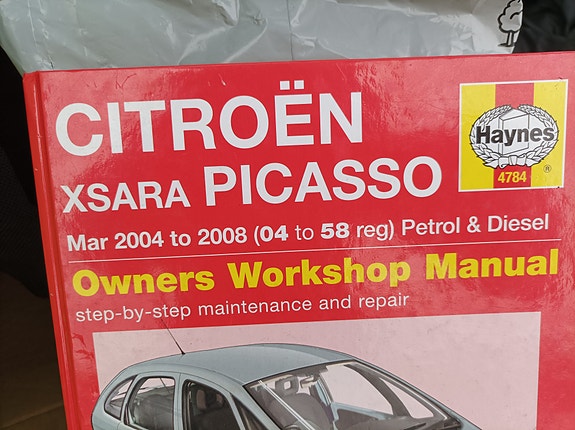 CITROËN
XSARA PICASSO
Mar 2004 to 2008 (04 to 58 reg) Petrol & Diesel
Owners Workshop Manual
step-by-step maintenance and repair
Haynes
4784
®